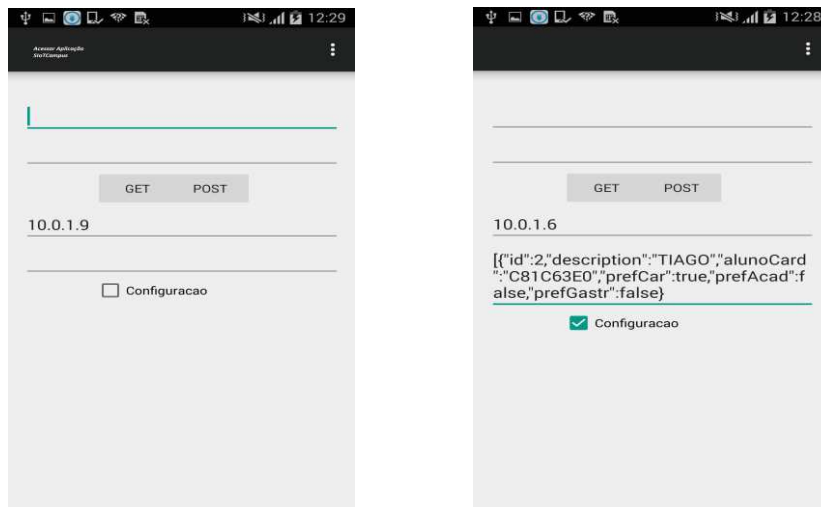 12:29
Acessar Aplicação
SIoTCampus
GET POST
10.0.1.9
Configuracao
12:28
GET POST
10.0.1.6
[{"id":2,"description":"TIAGO","alunoCard
":"C81C63E0","prefCar":true,"prefAcad":f
alse,"prefGastr":false}
Configuracao